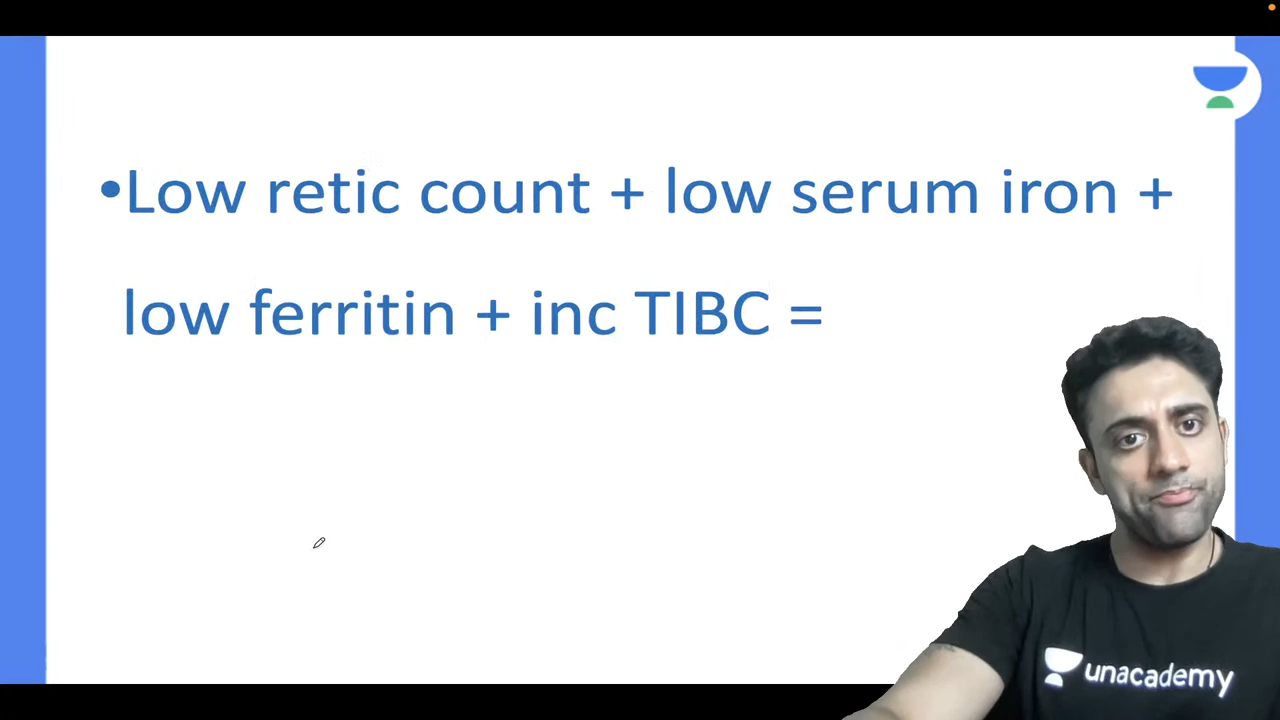 •Low retic count + low serum iron +
low ferritin + inc TIBC =
unacademy